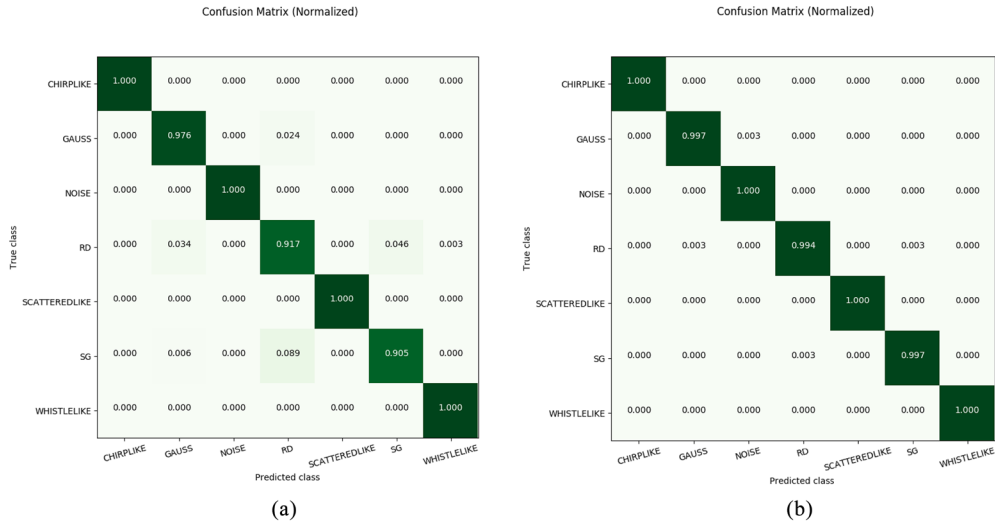 Confusion Matrix (Normalized)
CHIRPLIKE 1.000 0.000 0.000 0.000 0.000 0.000 0.000
GAUSS 0.000 0.976 0.000 0.024 0.000 0.000 0.000
NOISE 0.000 0.000 1.000 0.000 0.000 0.000 0.000
RD 0.000 0.034 0.000 0.917 0.000 0.046 0.003
SCATTEREDLIKE 0.000 0.000 0.000 0.000 1.000 0.000 0.000
SG 0.000 0.006 0.000 0.089 0.000 0.905 0.000
WHISTLELIKE 0.000 0.000 0.000 0.000 0.000 0.000 1.000
True class
CHIRPLIKE GAUSS NOISE RD SCATTEREDLIKE SG WHISTLELIKE
Predicted class
(a)
Confusion Matrix (Normalized)
CHIRPLIKE 1.000 0.000 0.000 0.000 0.000 0.000 0.000
GAUSS 0.000 0.997 0.003 0.000 0.000 0.000 0.000
NOISE 0.000 0.000 1.000 0.000 0.000 0.000 0.000
RD 0.000 0.003 0.000 0.994 0.000 0.003 0.000
SCATTEREDLIKE 0.000 0.000 0.000 0.000 1.000 0.000 0.000
SG 0.000 0.000 0.000 0.003 0.000 0.997 0.000
WHISTLELIKE 0.000 0.000 0.000 0.000 0.000 0.000 1.000
True class
CHIRPLIKE GAUSS NOISE RD SCATTEREDLIKE SG WHISTLELIKE
Predicted class
(b)